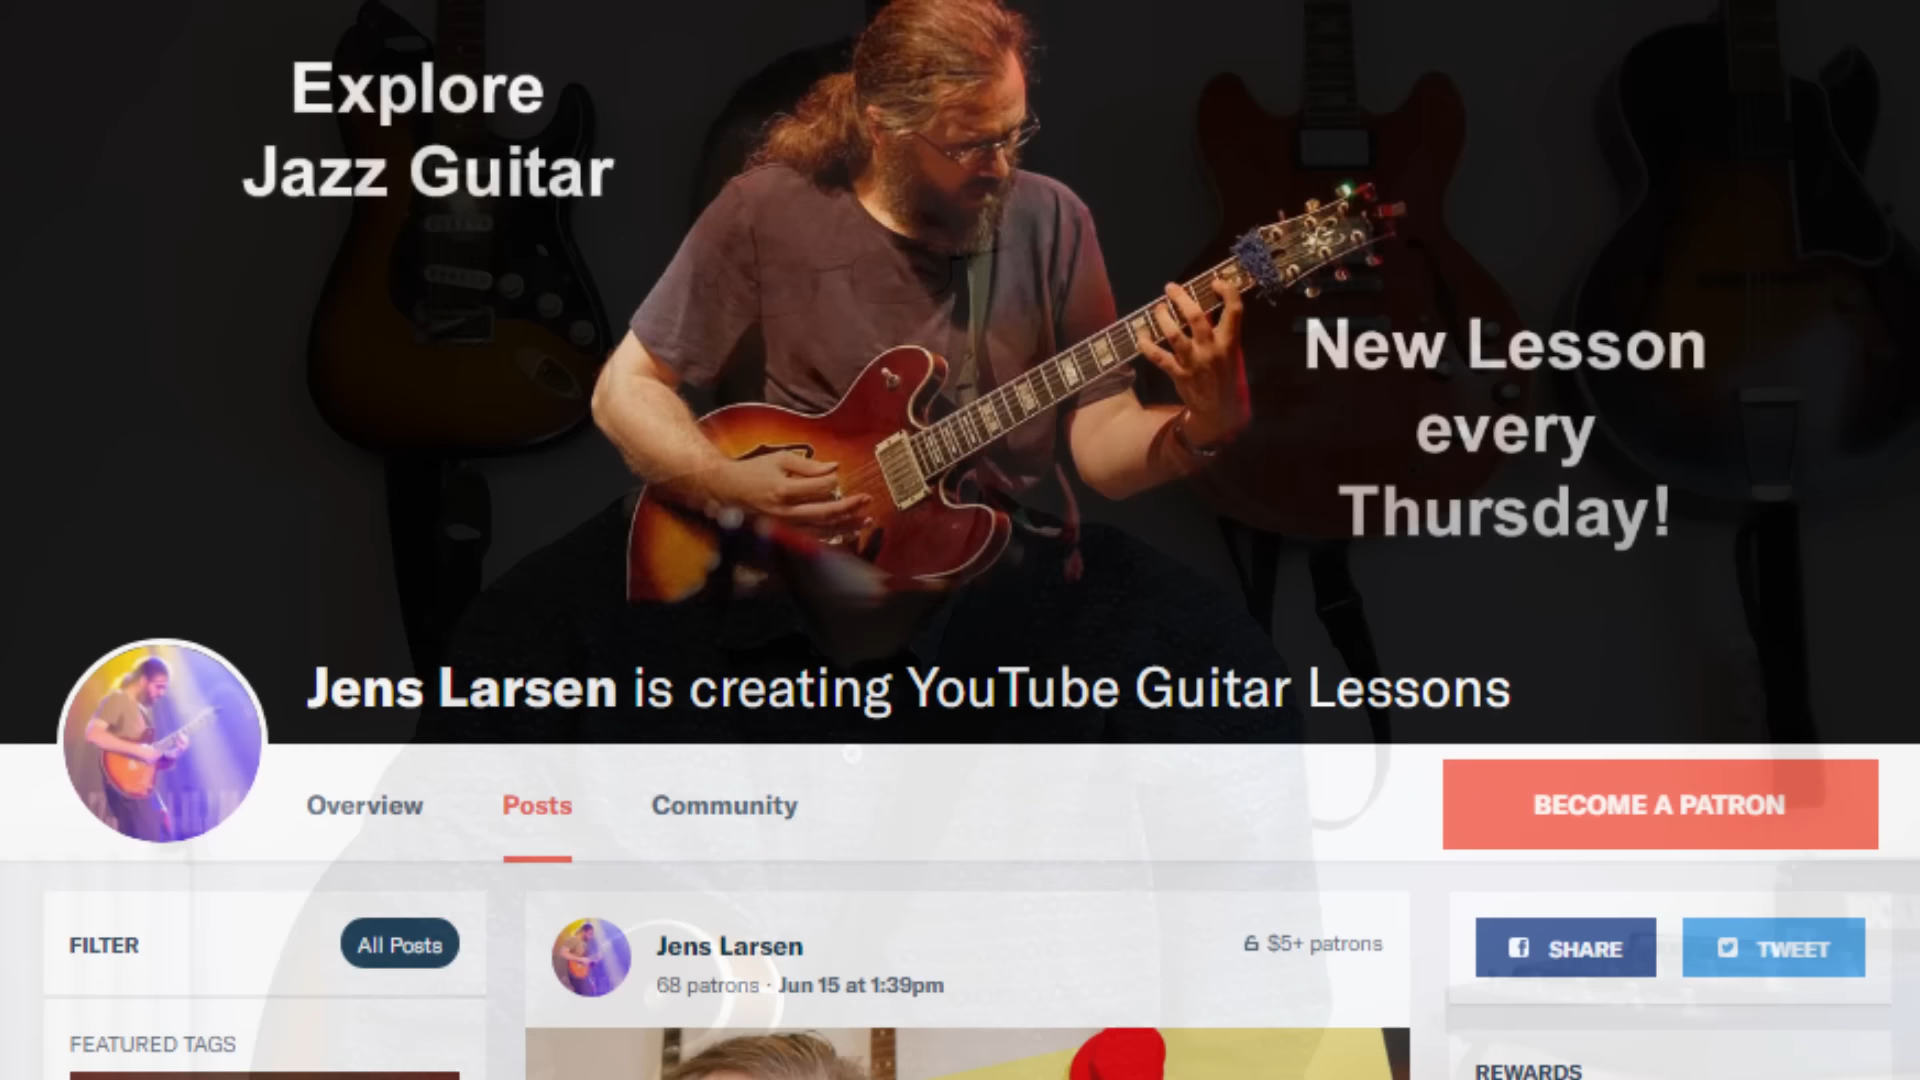 Explore
Jazz Guitar
New Lesson
every
Thursday!
Jens Larsen is creating YouTube Guitar Lessons
Overview
Posts
Community
BECOME A PATRON
FILTER
All Posts
FEATURED TAGS
Jens Larsen
68 patrons · Jun 15 at 1:39pm
$5+ patrons
SHARE
TWEET
REWARDS